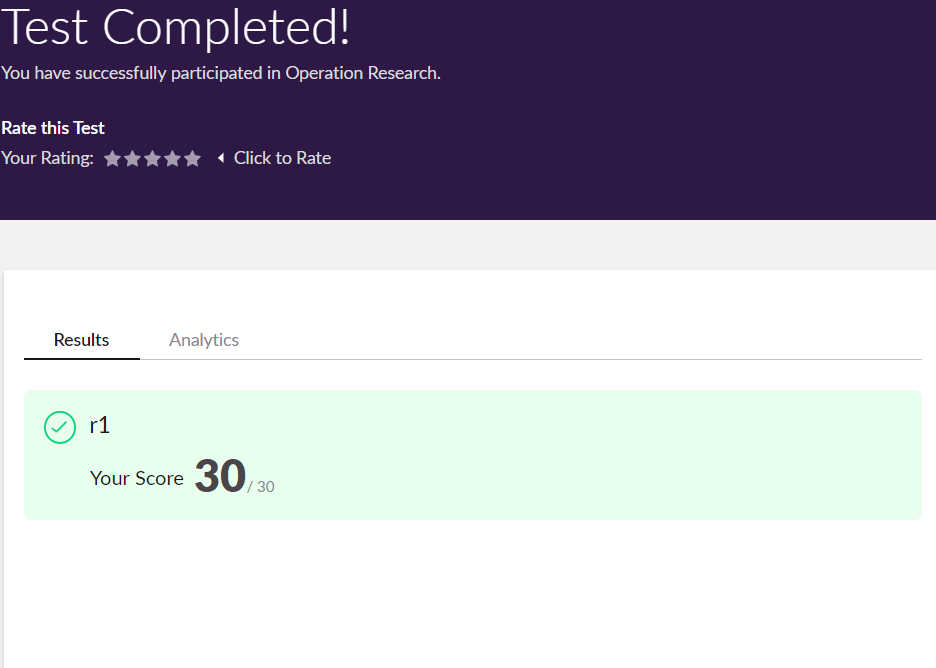 Test Completed!
You have successfully participated in Operation Research.
Rate this Test
Your Rating: Click to Rate
Results Analytics
r1
Your Score 30 / 30